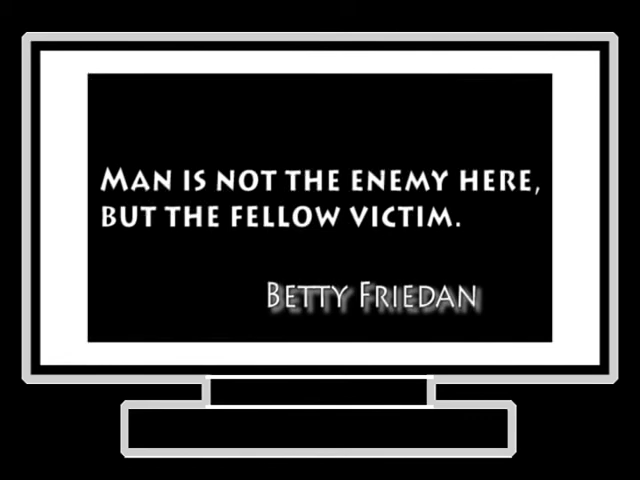 MAN IS NOT THE ENEMY HERE,
BUT THE FELLOW VICTIM.
BETTY FRIEDAN